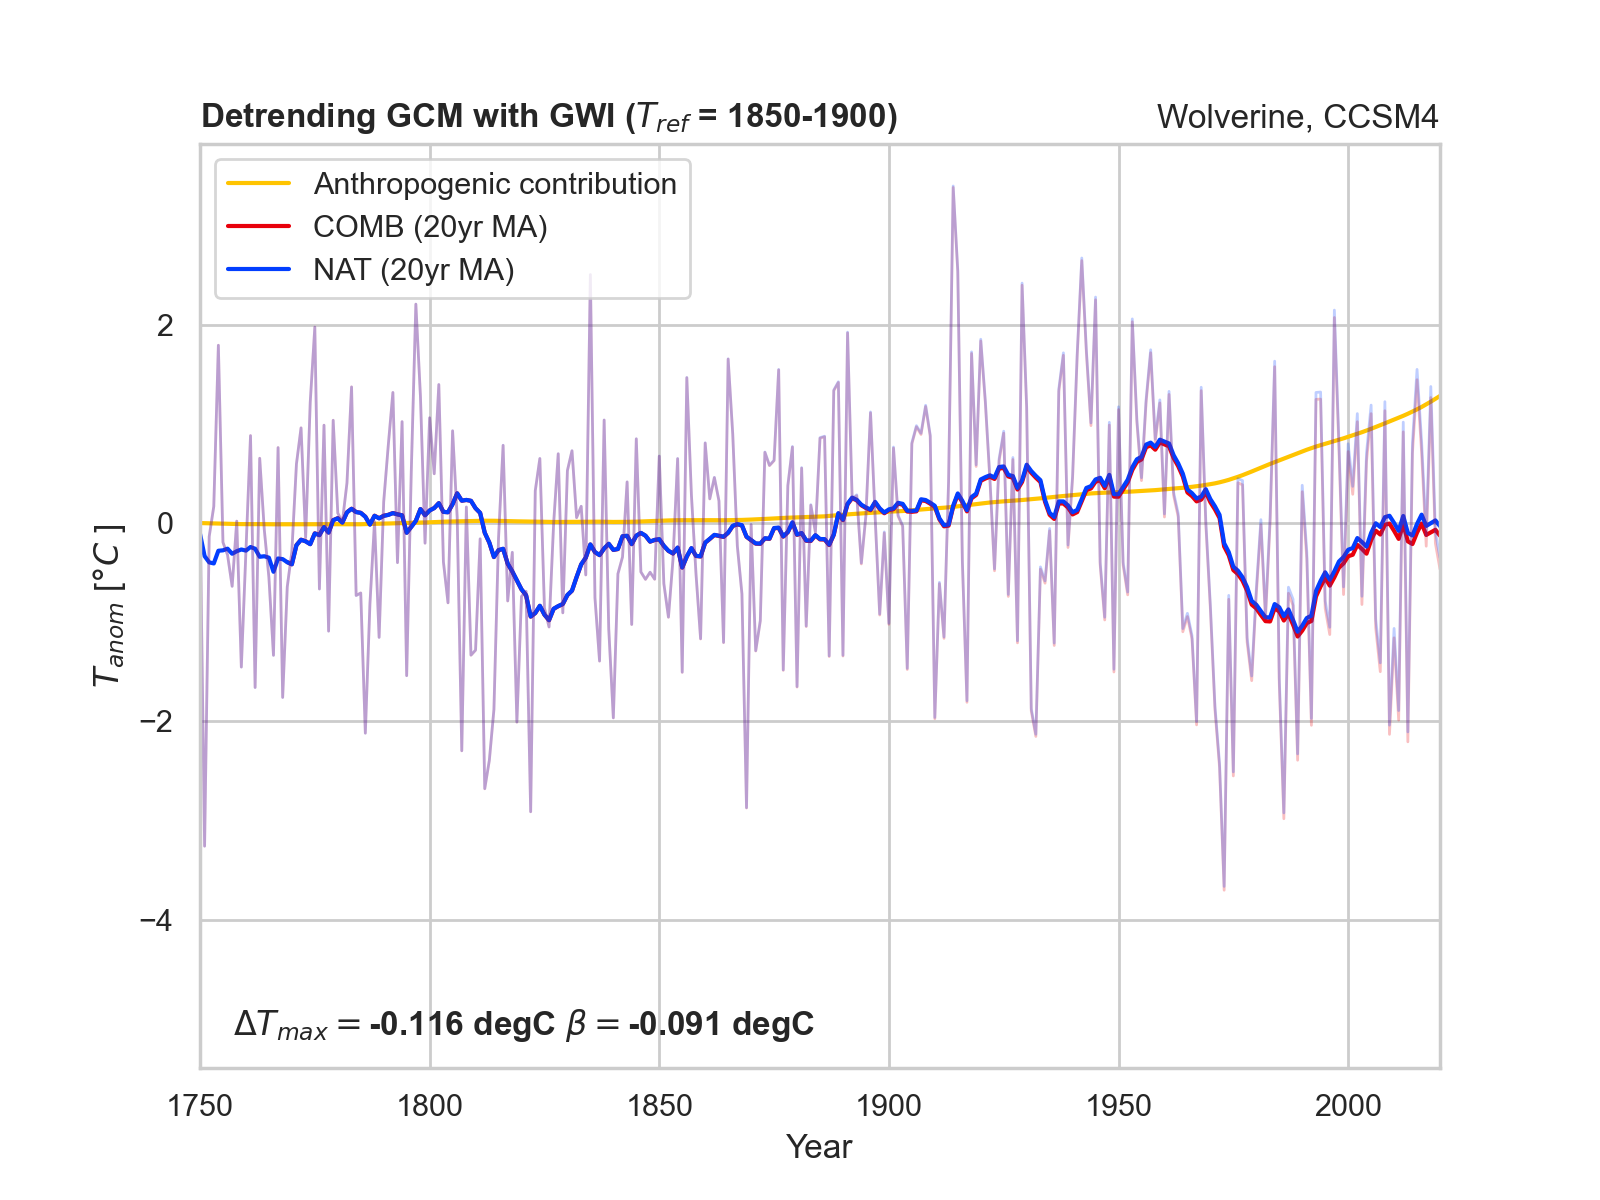 Detrending GCM with GWI (T_ref = 1850-1900)
Wolverine, CCSM4
Anthropogenic contribution
COMB (20yr MA)
NAT (20yr MA)
2
0
−2
−4
T_anom [°C ]
ΔT_max = -0.116 degC β = -0.091 degC
1750 1800 1850 1900 1950 2000
Year